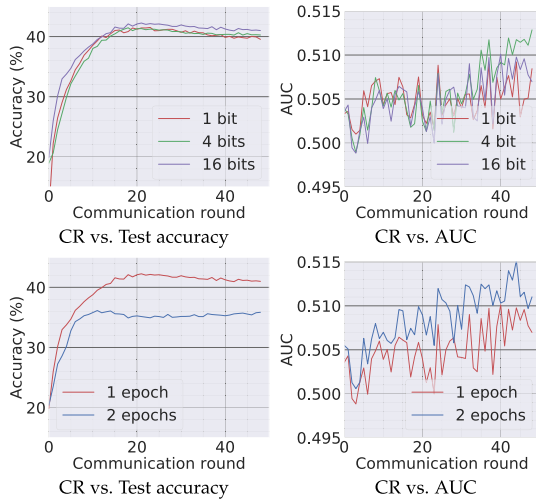 40
30
20
Accuracy (%)
1 bit
4 bits
16 bits
0
20
40
Communication round
CR vs. Test accuracy
0.515
0.510
0.505
0.500
0.495
AUC
1 bit
4 bit
16 bit
0
20
40
Communication round
CR vs. AUC
40
30
20
Accuracy (%)
1 epoch
2 epochs
0
20
40
Communication round
CR vs. Test accuracy
0.515
0.510
0.505
0.500
0.495
AUC
1 epoch
2 epochs
0
20
40
Communication round
CR vs. AUC